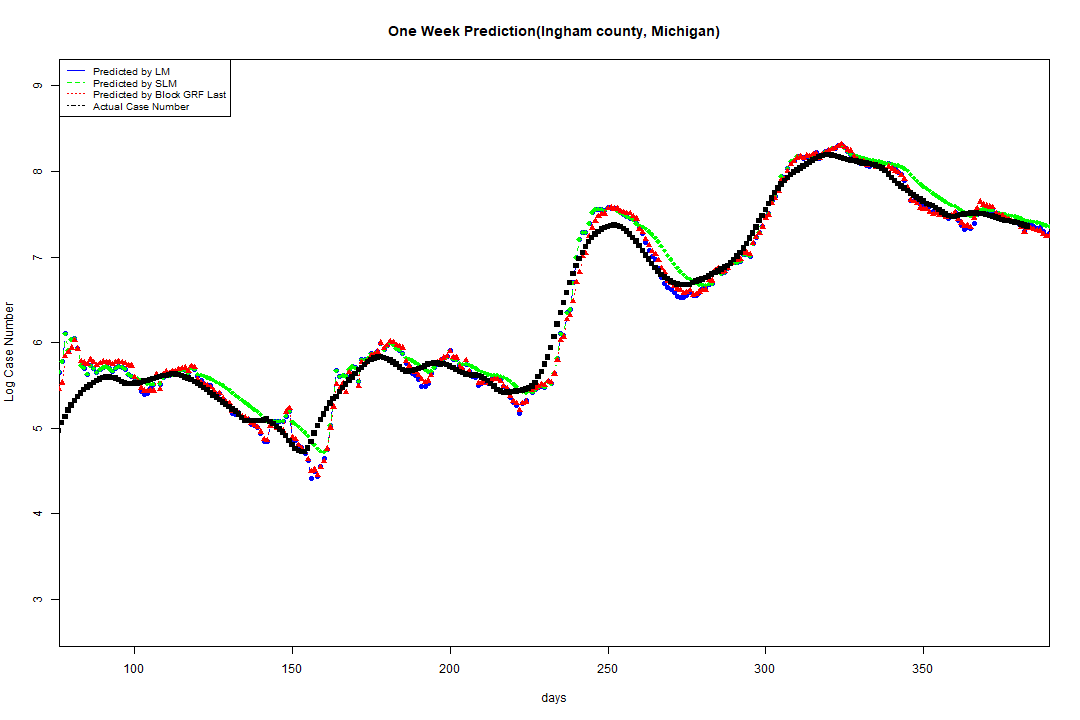 One Week Prediction(Ingham county, Michigan)
Predicted by LM
Predicted by SLM
Predicted by Block GRF Last
Actual Case Number
9
8
7
6
5
4
3
Log Case Number
100 150 200 250 300 350
days